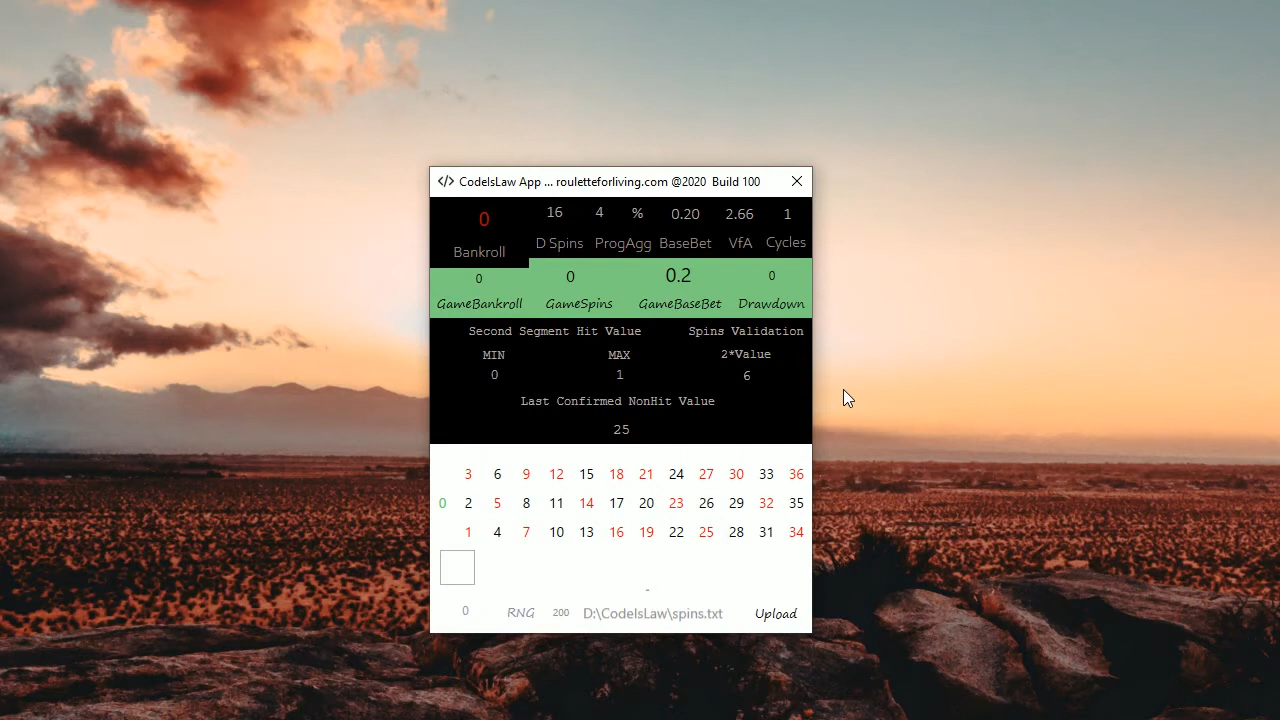 </> CodeIsLaw App ... rouletteforliving.com @2020 Build 100
0 16 4 % 0.20 2.66 1
Bankroll D Spins ProgAgg BaseBet VfA Cycles
0 0 0.2 0
GameBankroll GameSpins GameBaseBet Drawdown
Second Segment Hit Value Spins Validation
MIN MAX 2*Value
0 1 6
Last Confirmed NonHit Value
25
3 6 9 12 15 18 21 24 27 30 33 36
0 2 5 8 11 14 17 20 23 26 29 32 35
1 4 7 10 13 16 19 22 25 28 31 34
-
0 RNG 200 D:\CodeIsLaw\spins.txt Upload